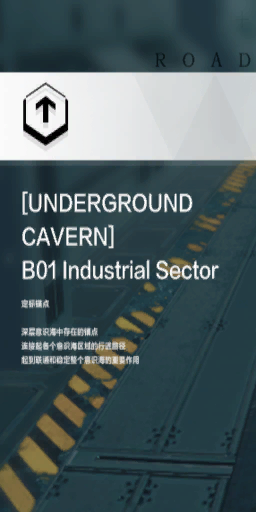 ROAD
[UNDERGROUND
CAVERN]
B01 Industrial Sector
定标锚点
深层意识海中存在的锚点
连接起各个意识海区域的行进路径
起到联通和稳定整个意识海的重要作用